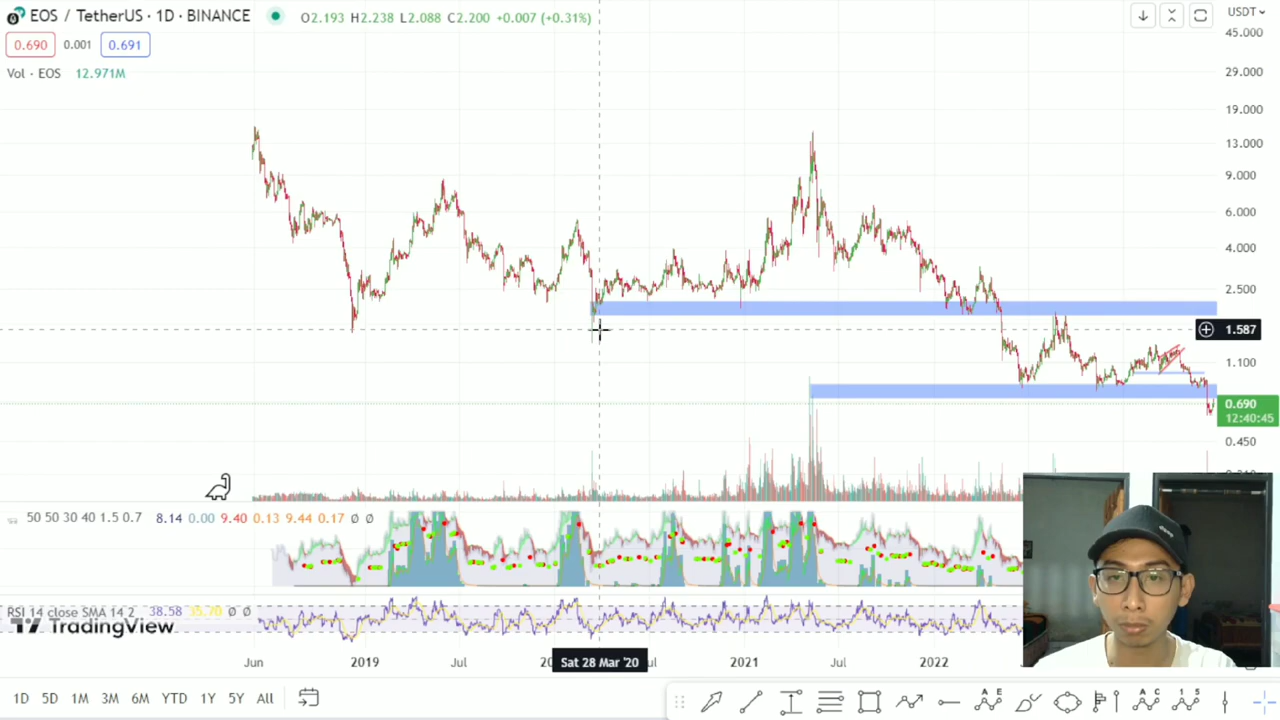 EOS / TetherUS · 1D · BINANCE O2.193 H2.238 L2.088 C2.200 +0.007 (+0.31%)
USDT
0.690 0.001 0.691
Vol · EOS 12.971M
45.000
29.000
19.000
13.000
9.000
6.000
4.000
2.500
1.587
1.100
0.690
12:40:45
0.450
50 50 30 40 1.5 0.7 8.14 0.00 9.40 0.13 9.44 0.17 Ø Ø
RSI 14 close SMA 14 2 38.58 35.70 Ø Ø
TradingView
Jun 2019 Jul Sat 28 Mar '20 2021 Jul 2022
1D 5D 1M 3M 6M YTD 1Y 5Y All